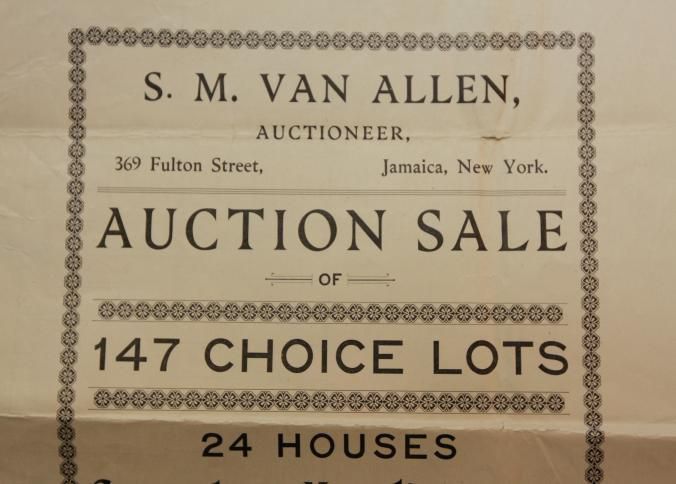 S. M. VAN ALLEN,
AUCTIONEER,
369 Fulton Street, Jamaica, New York.
AUCTION SALE
OF
147 CHOICE LOTS
24 HOUSES